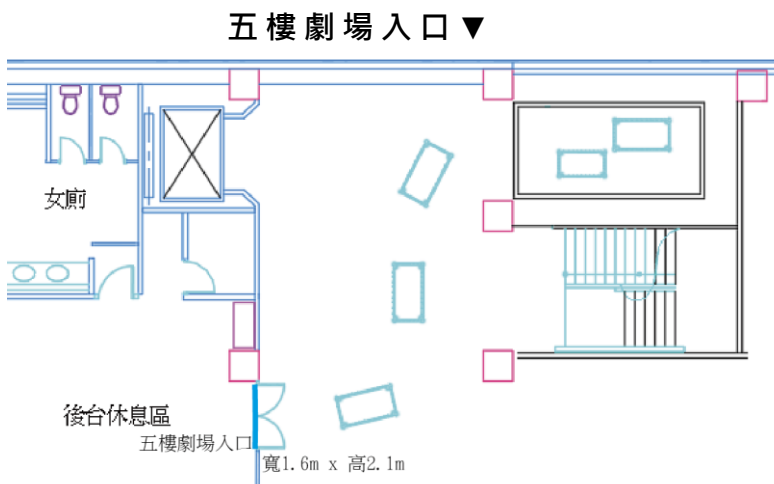 五樓劇場入口▼
女廁
後台休息區
五樓劇場入口
寬1.6m x 高2.1m